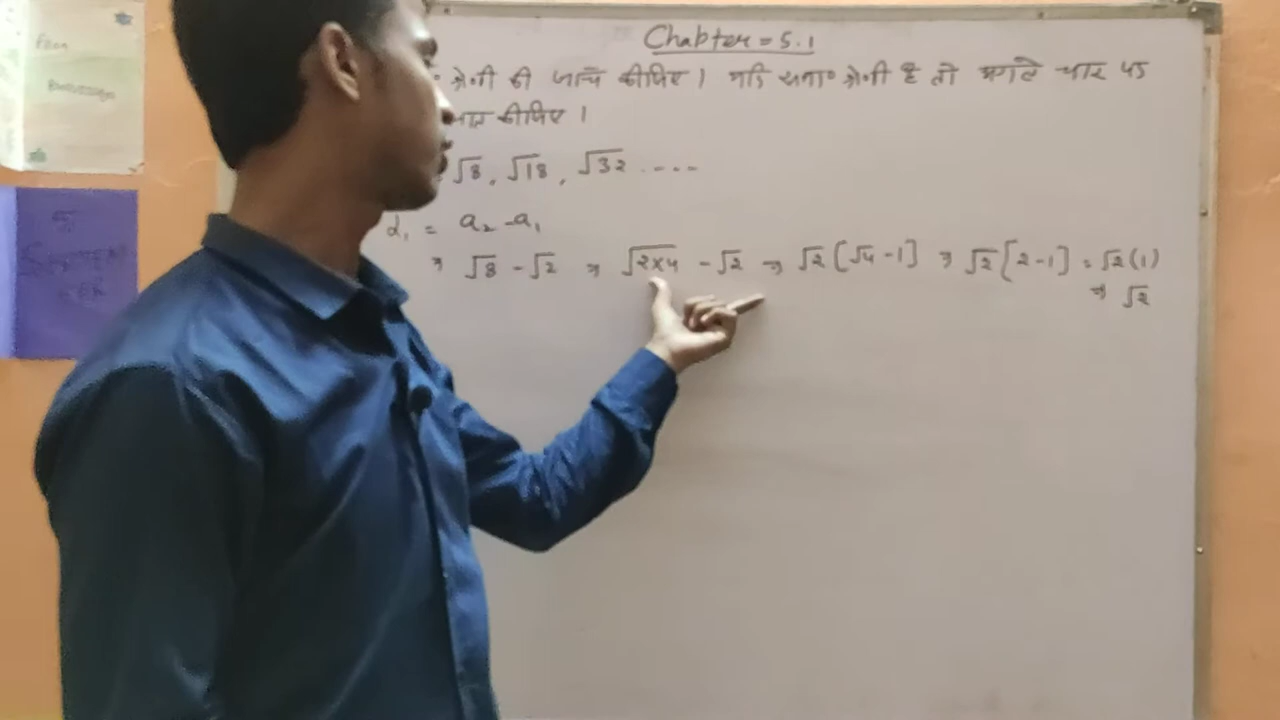 Chapter = 5.1
श्रेणी की जाँच कीजिए। यदि समा० श्रेणी है तो अगले चार पद
कीजिए।
√8, √18, √32 ....
d₁ = a₂ - a₁
⇒ √8 - √2 ⇒ √2×4 - √2 ⇒ √2[√4-1] ⇒ √2[2-1] = √2(1)
⇒ √2